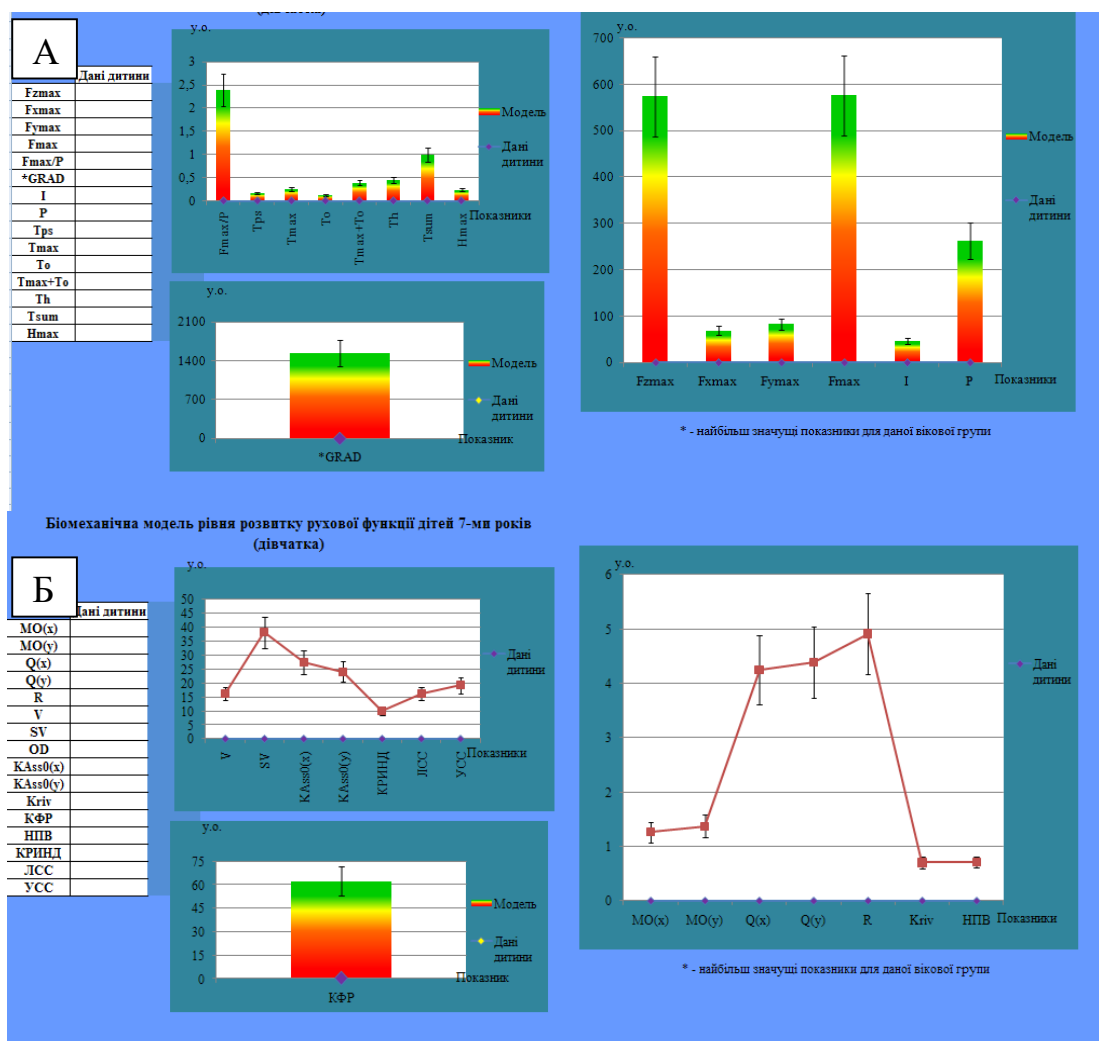 А
у.о.
Дані дитини
Fzmax
Fxmax
Fymax
Fmax
Fmax/P
*GRAD
I
P
Tps
Tmax
To
Tmax+To
Th
Tsum
Hmax
3
2,5
2
1,5
1
0,5
0
Fmax/P
Tps
Tmax
To
Tmax+To
Th
Tsum
Hmax
Показники
Модель
Дані
дитини
у.о.
2100
1400
700
0
*GRAD
Показник
Модель
Дані
дитини
у.о.
700
600
500
400
300
200
100
0
Fzmax
Fxmax
Fymax
Fmax
I
P
Показники
Модель
Дані
дитини
* - найбільш значущі показники для даної вікової групи
Біомеханічна модель рівня розвитку рухової функції дітей 7-ми років
(дівчатка)
Б
Дані дитини
MO(x)
MO(y)
Q(x)
Q(y)
R
V
SV
OD
KAss0(x)
KAss0(y)
Kriv
КФР
НПВ
КРИНД
ЛСС
УСС
у.о.
50
45
40
35
30
25
20
15
10
5
0
V
SV
KAss0(x)
KAss0(y)
КРИНД
ЛСС
УСС
Показники
Дані
дитини
у.о.
75
60
45
30
15
0
КФР
Показник
Модель
Дані
дитини
у.о.
6
5
4
3
2
1
0
MO(x)
MO(y)
Q(x)
Q(y)
R
Kriv
НПВ
Показники
Дані
дитини
* - найбільш значущі показники для даної вікової групи